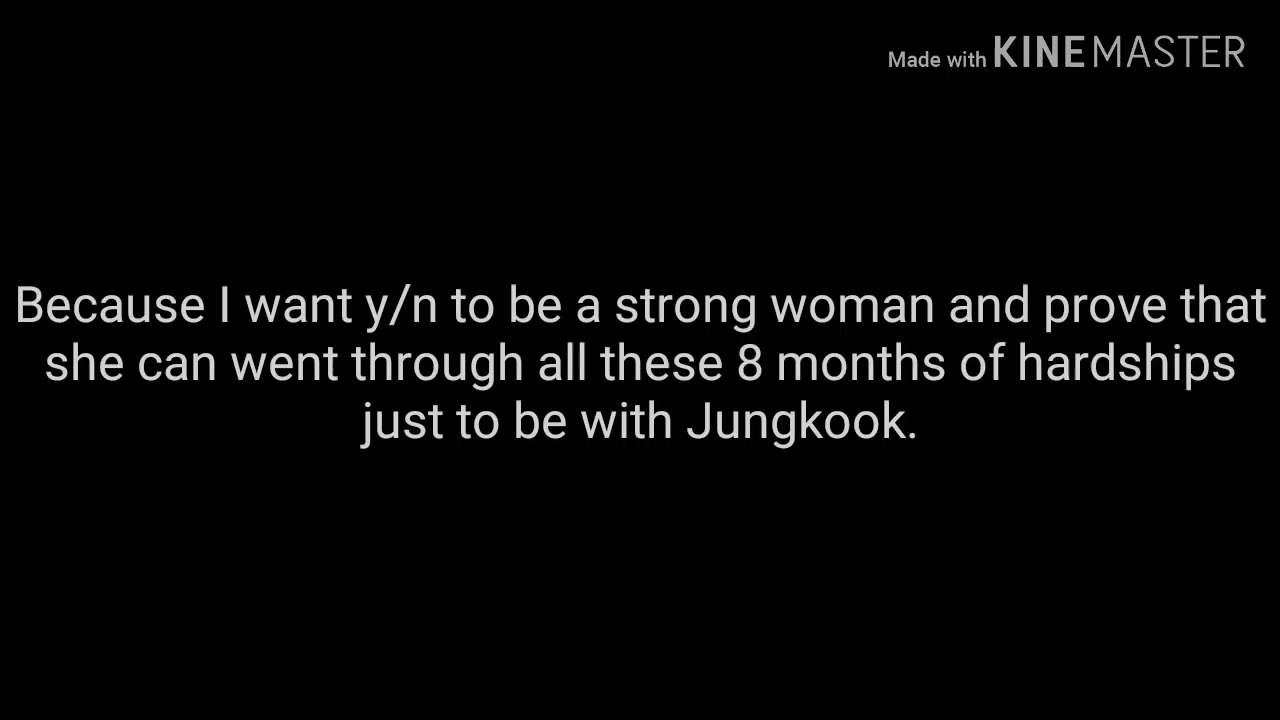 Made with KINEMASTER
Because I want y/n to be a strong woman and prove that
she can went through all these 8 months of hardships
just to be with Jungkook.